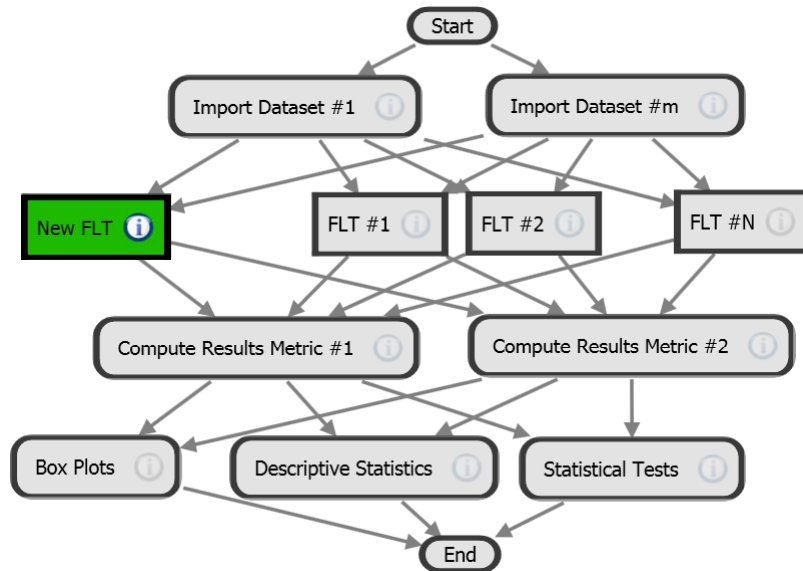 Start
Import Dataset #1
Import Dataset #m
New FLT
FLT #1
FLT #2
FLT #N
Compute Results Metric #1
Compute Results Metric #2
Box Plots
Descriptive Statistics
Statistical Tests
End